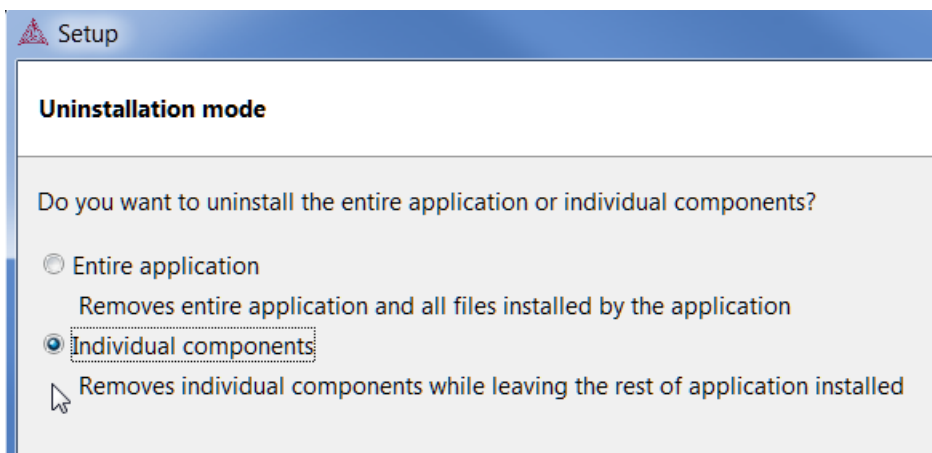 Setup
Uninstallation mode
Do you want to uninstall the entire application or individual components?
Entire application
Removes entire application and all files installed by the application
Individual components
Removes individual components while leaving the rest of application installed